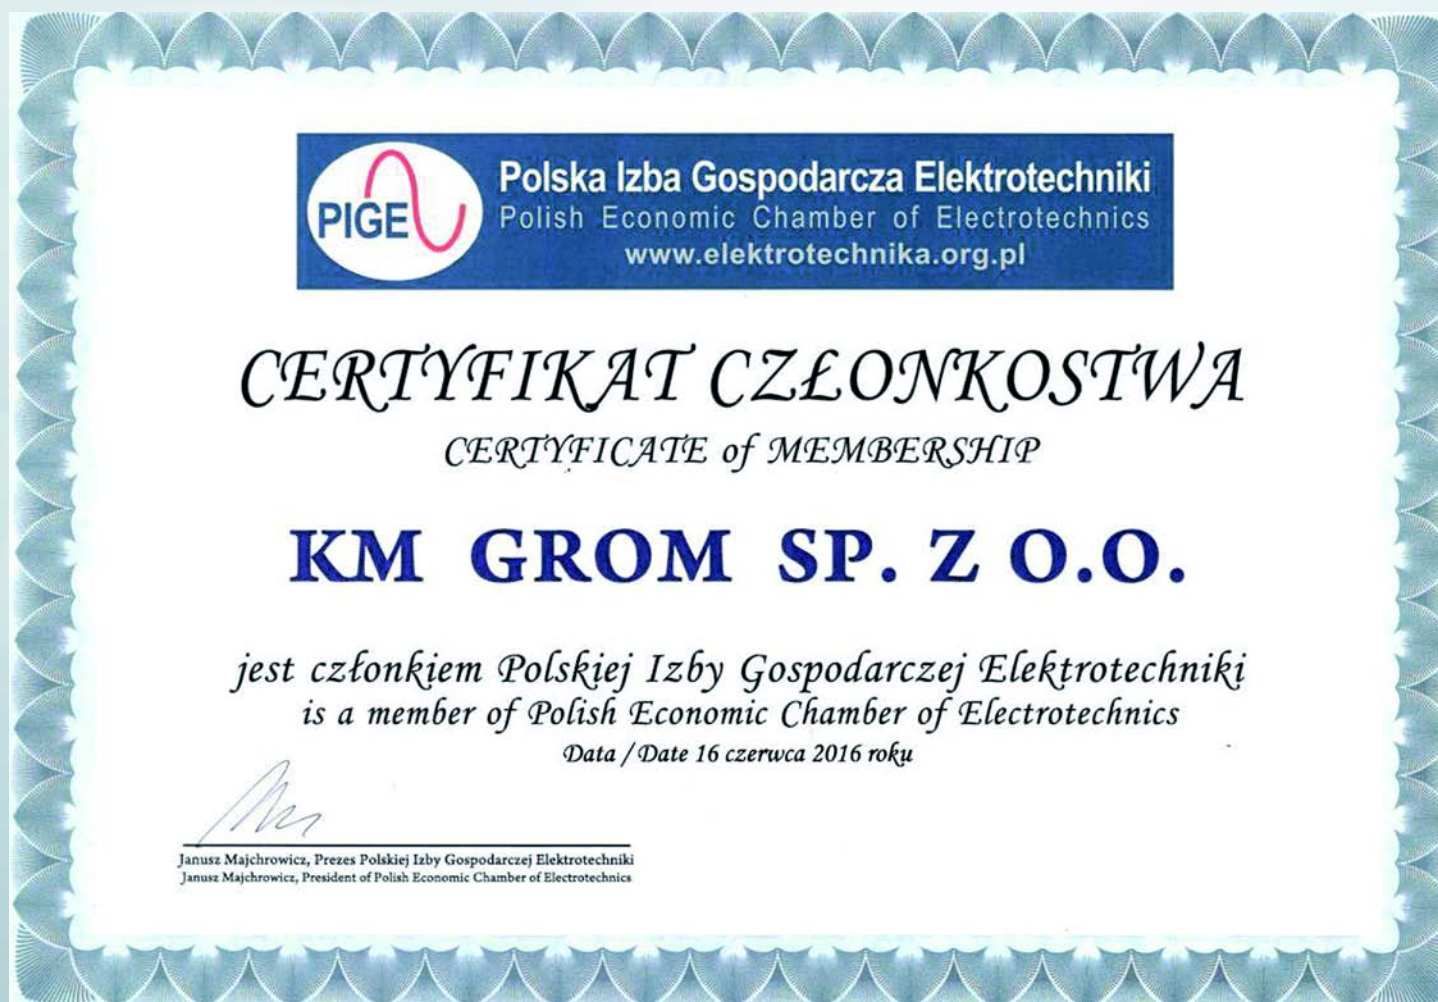 PIGE
Polska Izba Gospodarcza Elektrotechniki
Polish Economic Chamber of Electrotechnics
www.elektrotechnika.org.pl
CERTYFIKAT CZŁONKOSTWA
CERTYFICATE of MEMBERSHIP
KM GROM SP. Z O.O.
jest członkiem Polskiej Izby Gospodarczej Elektrotechniki
is a member of Polish Economic Chamber of Electrotechnics
Data / Date 16 czerwca 2016 roku
Janusz Majchrowicz, Prezes Polskiej Izby Gospodarczej Elektrotechniki
Janusz Majchrowicz, President of Polish Economic Chamber of Electrotechnics